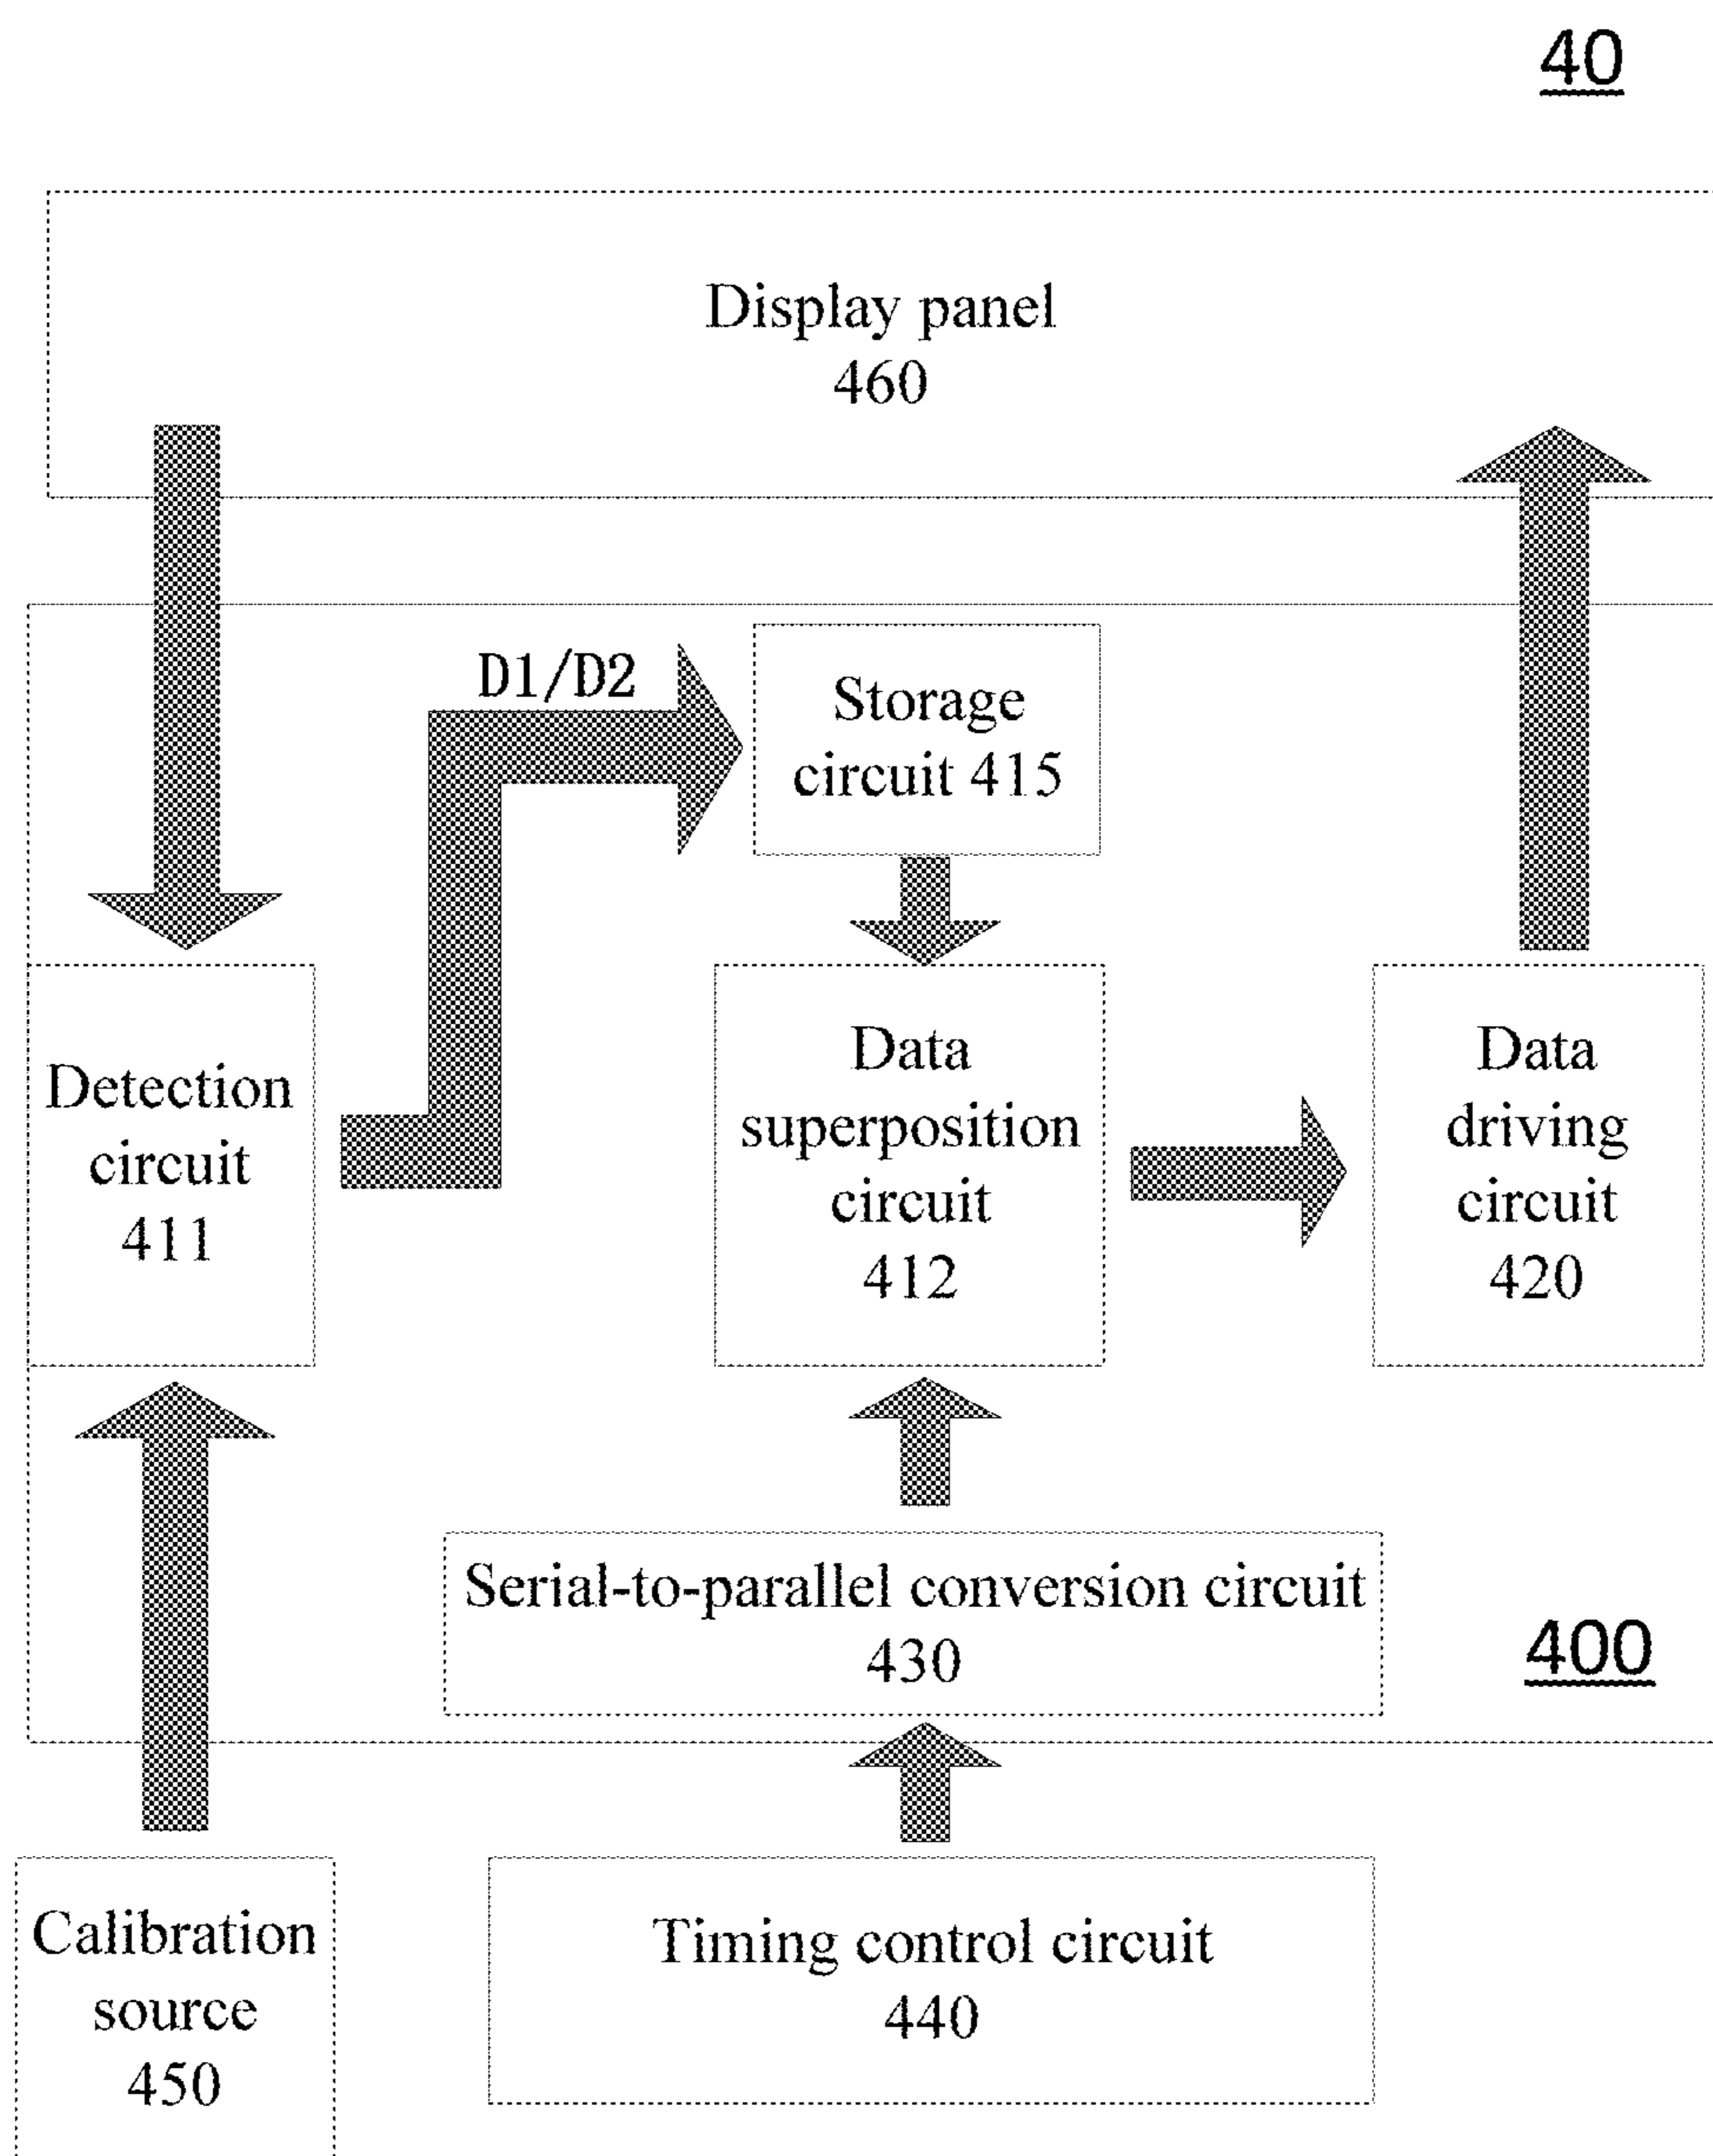 40
Display panel
460
D1/D2
Storage
circuit 415
Detection
circuit
411
Data
superposition
circuit
412
Data
driving
circuit
420
Serial-to-parallel conversion circuit
430
400
Calibration
source
450
Timing control circuit
440